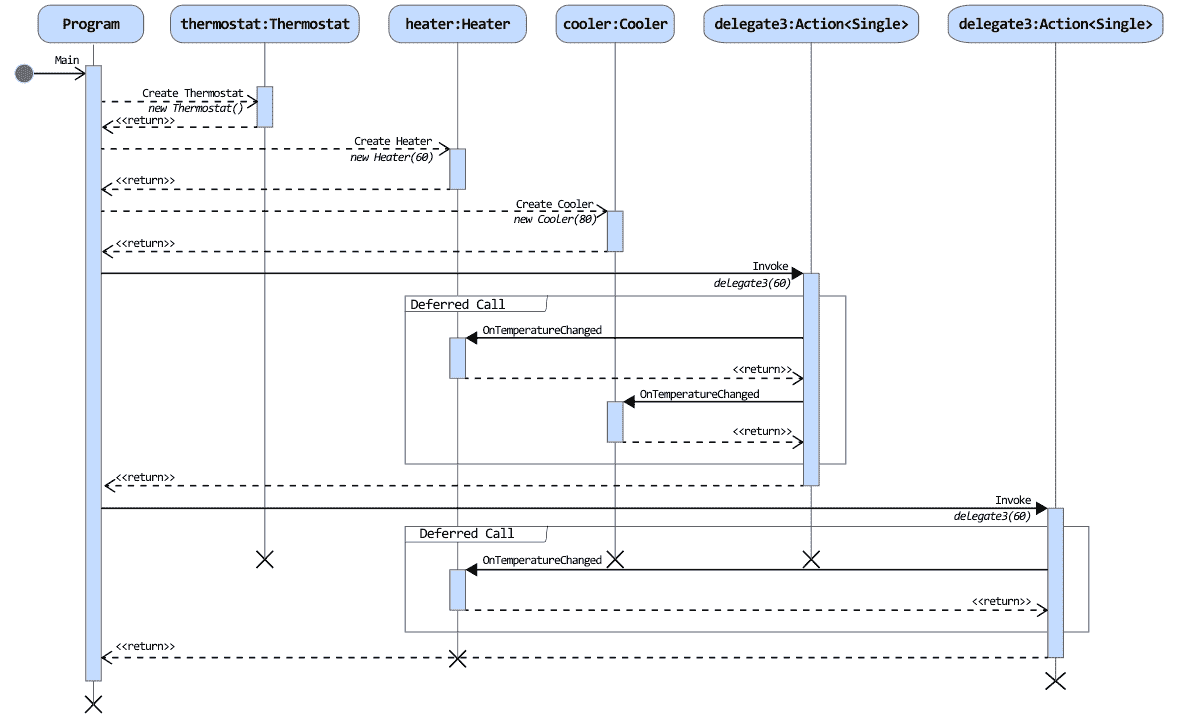 Program
thermostat:Thermostat
heater:Heater
cooler:Cooler
delegate3:Action<Single>
delegate3:Action<Single>
Main
Create Thermostat
new Thermostat()
<<return>>
Create Heater
new Heater(60)
<<return>>
Create Cooler
new Cooler(80)
<<return>>
Invoke
delegate3(60)
Deferred Call
OnTemperatureChanged
<<return>>
OnTemperatureChanged
<<return>>
<<return>>
Invoke
delegate3(60)
Deferred Call
OnTemperatureChanged
<<return>>
<<return>>